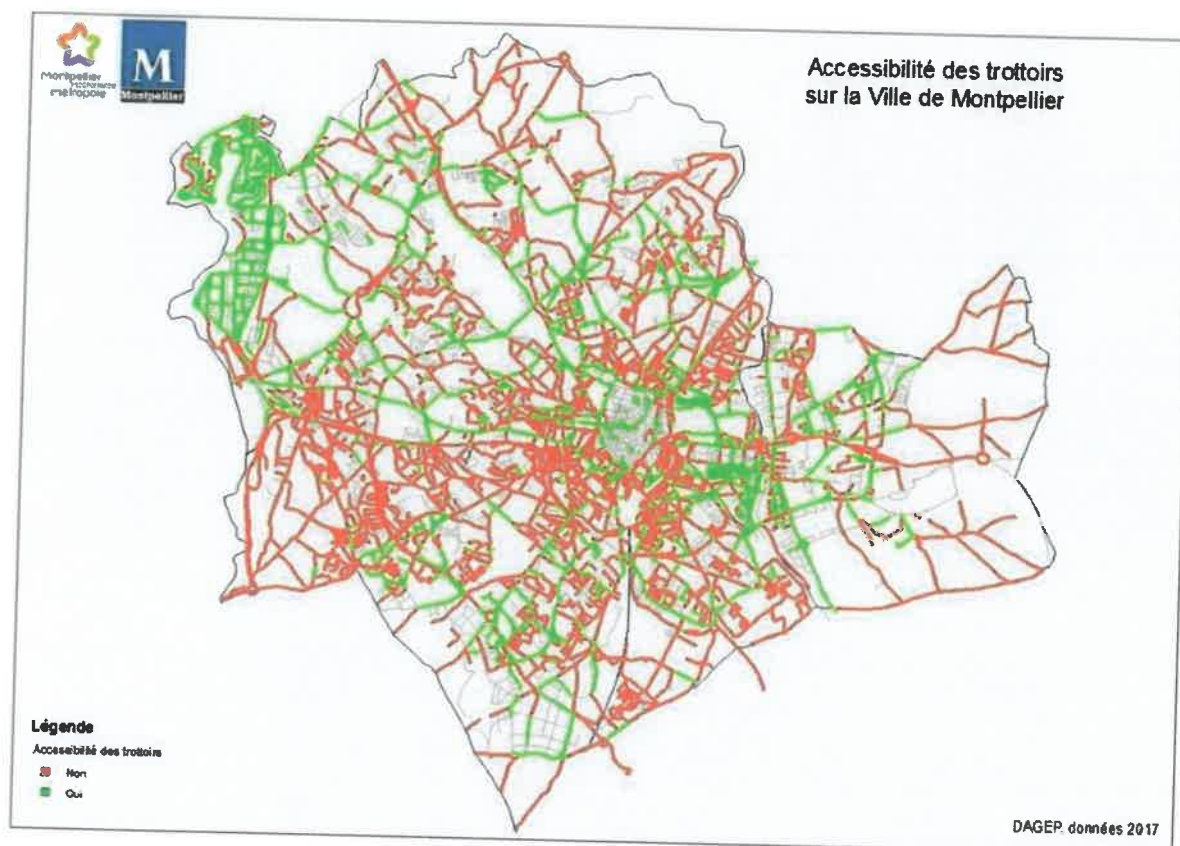 Montpellier
Méditerranée
métropole
M
Montpellier
Accessibilité des trottoirs
sur la Ville de Montpellier
Légende
Accessibilité des trottoirs
Non
Oui
DAGEP, données 2017